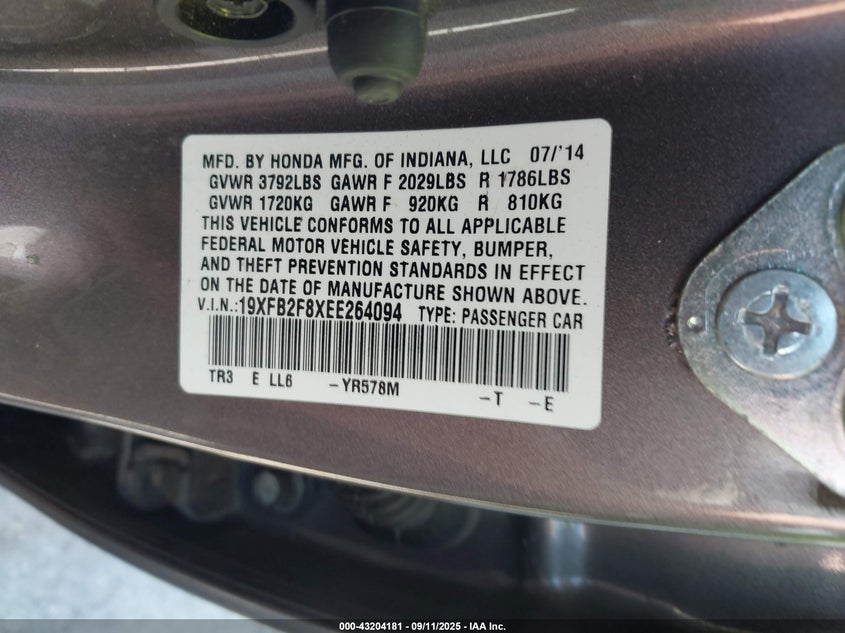 MFD. BY HONDA MFG. OF INDIANA, LLC 07/'14
GVWR 3792LBS GAWR F 2029LBS R 1786LBS
GVWR 1720KG GAWR F 920KG R 810KG
THIS VEHICLE CONFORMS TO ALL APPLICABLE
FEDERAL MOTOR VEHICLE SAFETY, BUMPER,
AND THEFT PREVENTION STANDARDS IN EFFECT
ON THE DATE OF MANUFACTURE SHOWN ABOVE.
V.I.N.:19XFB2F8XEE264094 TYPE: PASSENGER CAR
TR3 E LL6 -YR578M -T -E
000-43204181 - 09/11/2025 - IAA Inc.